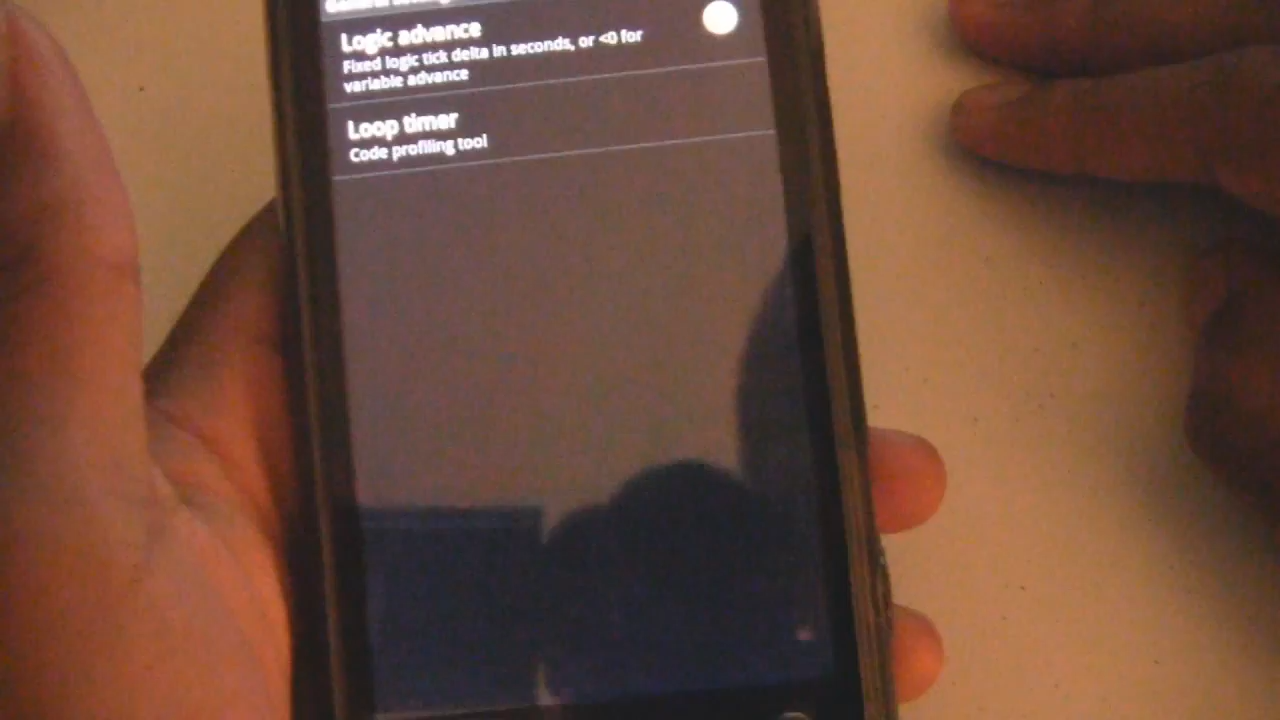 Logic advance
Fixed logic tick delta in seconds, or <0 for
variable advance
Loop timer
Code profiling tool